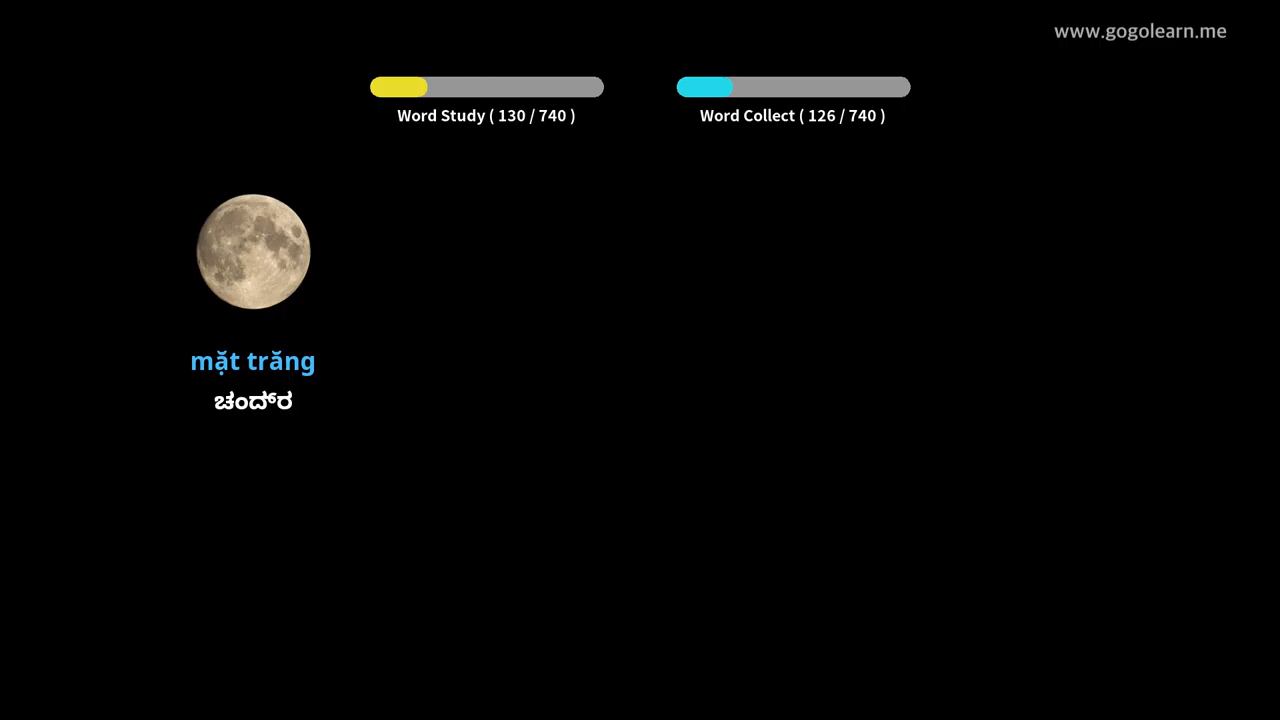 www.gogolearn.me
Word Study ( 130 / 740 )
Word Collect ( 126 / 740 )
mặt trăng
ಚಂದ್ರ